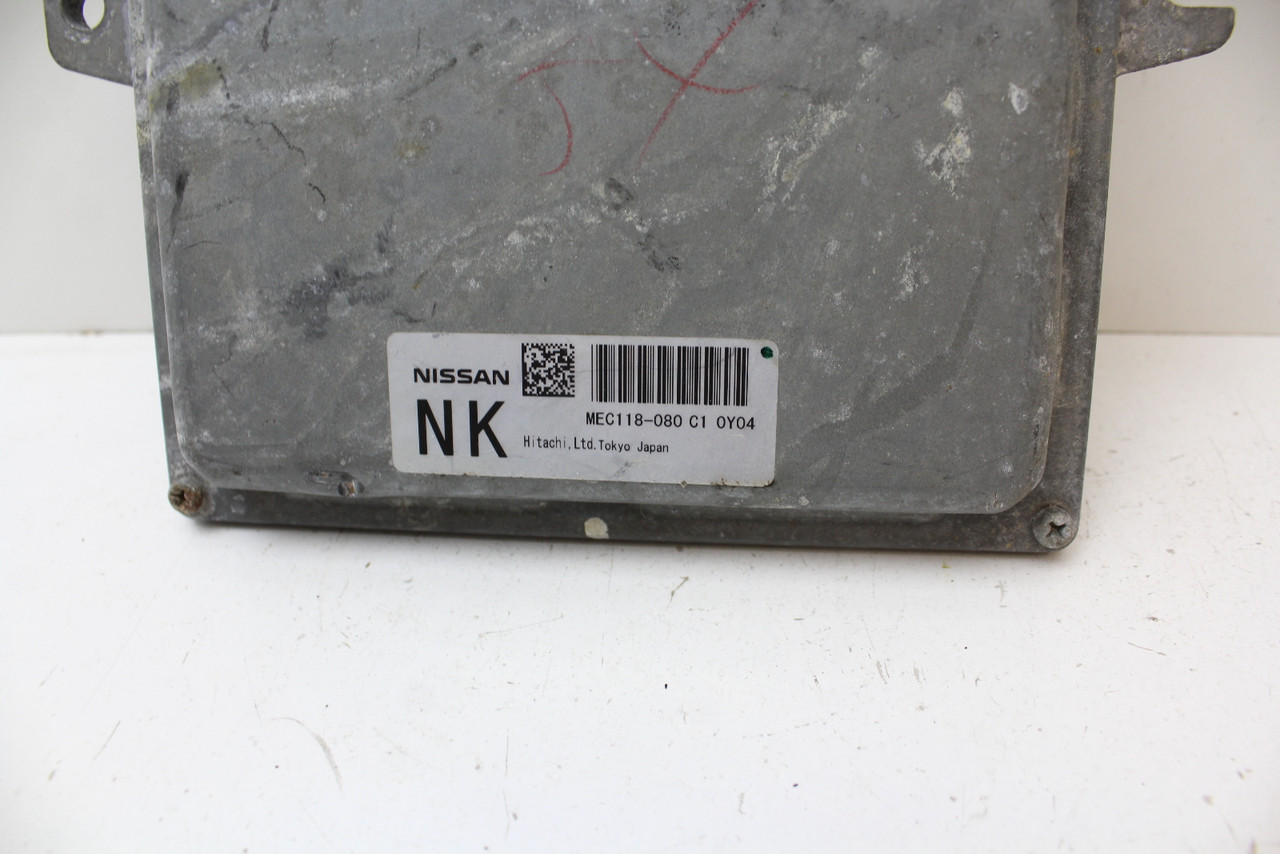 NISSAN
NK
MEC118-080 C1 0Y04
Hitachi,Ltd.Tokyo Japan